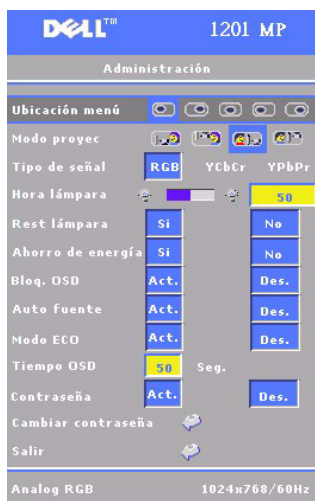 DELL™ 1201 MP
Administración
Ubicación menú
Modo proyec
Tipo de señal RGB YCbCr YPbPr
Hora lámpara 50
Rest lámpara Si No
Ahorro de energía Si No
Bloq. OSD Act. Des.
Auto fuente Act. Des.
Modo ECO Act. Des.
Tiempo OSD 50 Seg.
Contraseña Act. Des.
Cambiar contraseña
Salir
Analog RGB 1024x768/60Hz